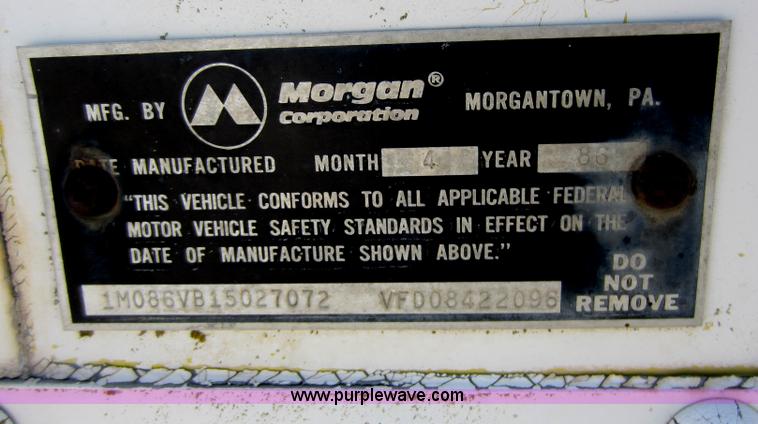 MFG. BY Morgan® Corporation MORGANTOWN, PA.
DATE MANUFACTURED MONTH 4 YEAR 86
"THIS VEHICLE CONFORMS TO ALL APPLICABLE FEDERAL
MOTOR VEHICLE SAFETY STANDARDS IN EFFECT ON THE
DATE OF MANUFACTURE SHOWN ABOVE."
DO
NOT
REMOVE
1M086VB15027072 VFD08422096
www.purplewave.com